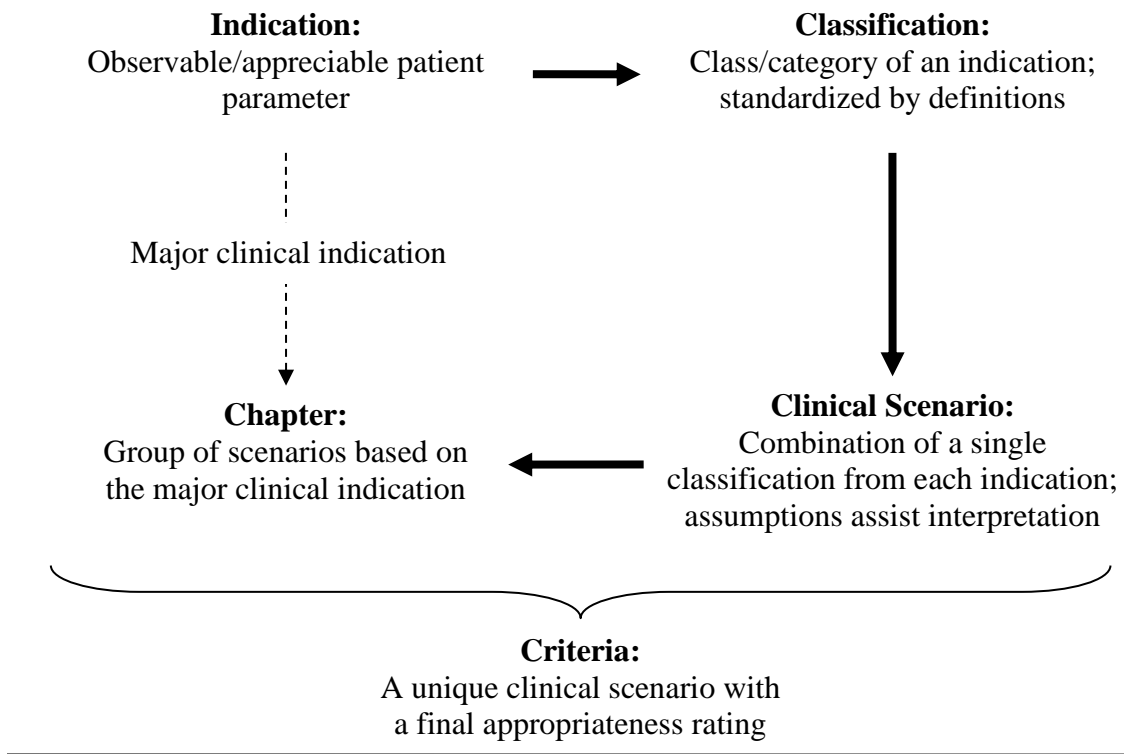 Indication:
Observable/appreciable patient
parameter
Classification:
Class/category of an indication;
standardized by definitions
Major clinical indication
Chapter:
Group of scenarios based on
the major clinical indication
Clinical Scenario:
Combination of a single
classification from each indication;
assumptions assist interpretation
Criteria:
A unique clinical scenario with
a final appropriateness rating